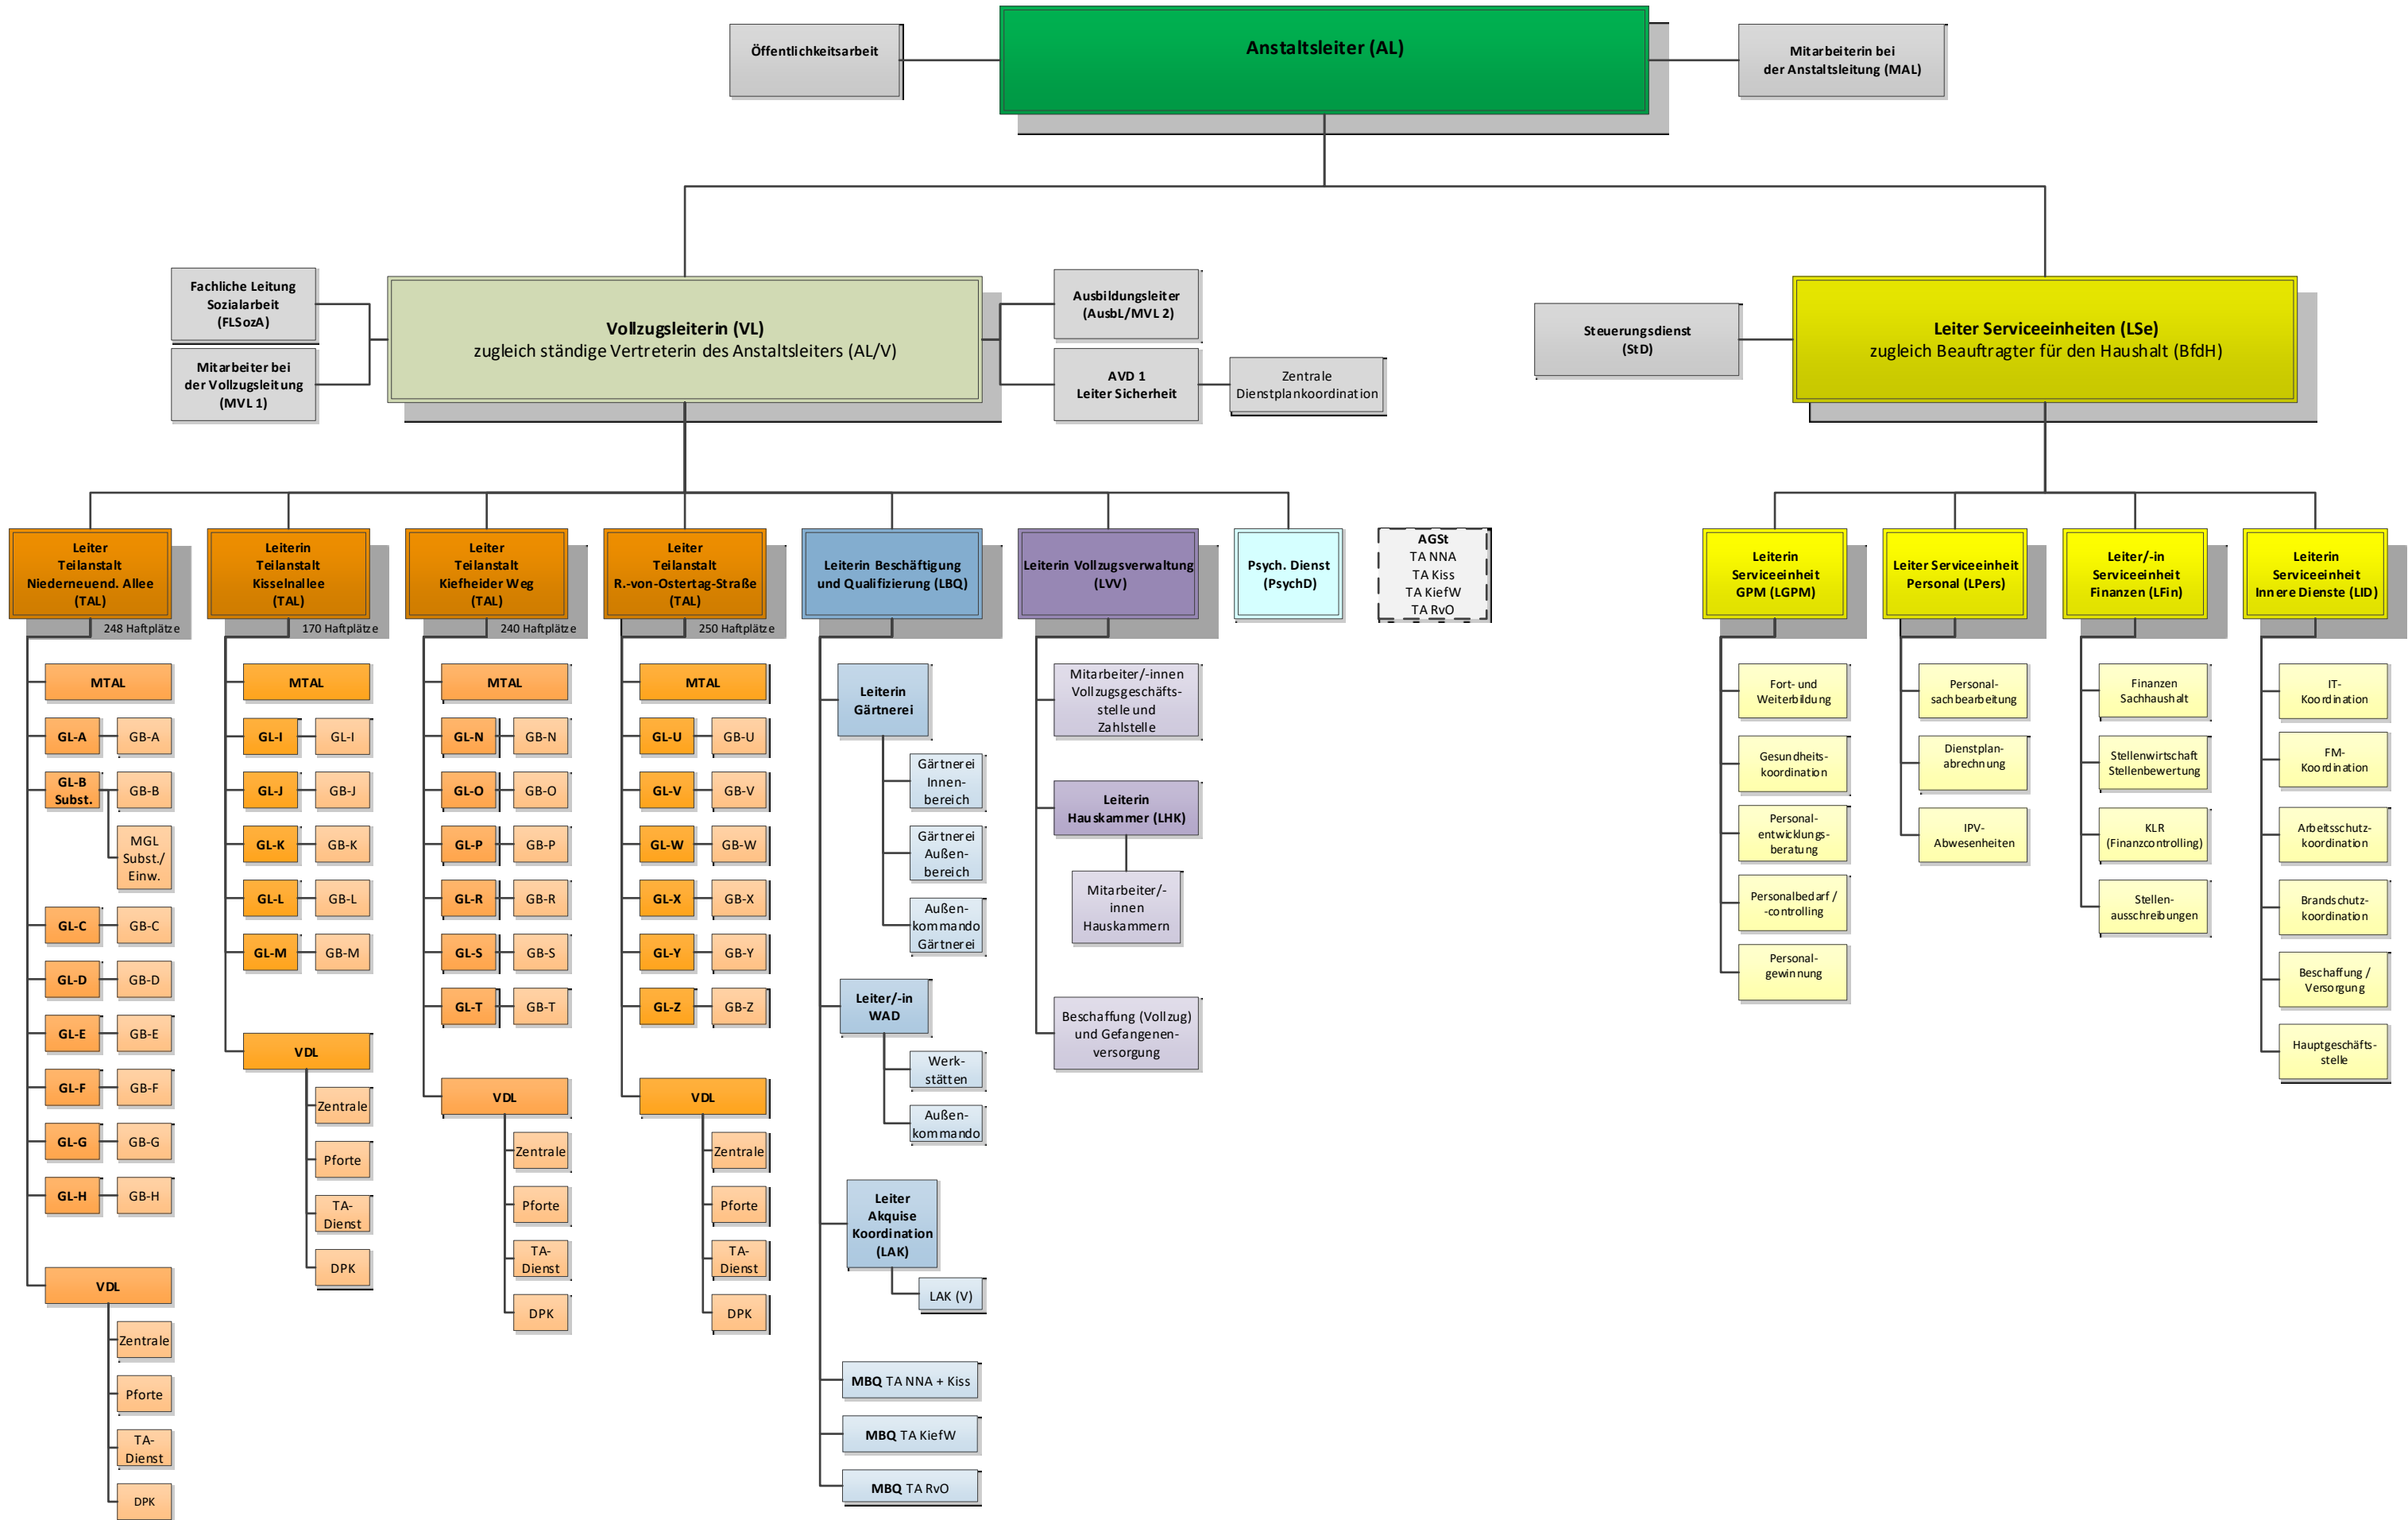 Öffentlichkeitsarbeit
Anstaltsleiter (AL)
Mitarbeiterin bei
der Anstaltsleitung (MAL)
Fachliche Leitung
Sozialarbeit
(FLSozA)
Mitarbeiter bei
der Vollzugsleitung
(MVL 1)
Vollzugsleiterin (VL)
zugleich ständige Vertreterin des Anstaltsleiters (AL/V)
Ausbildungsleiter
(AusbL/MVL 2)
AVD 1
Leiter Sicherheit
Zentrale
Dienstplankoordination
Steuerungsdienst
(StD)
Leiter Serviceeinheiten (LSe)
zugleich Beauftragter für den Haushalt (BfdH)
Leiter
Teilanstalt
Niederneuend. Allee
(TAL)
248 Haftplätze
MTAL
GL-A
GB-A
GL-B
Subst.
GB-B
MGL
Subst./
Einw.
GL-C
GB-C
GL-D
GB-D
GL-E
GB-E
GL-F
GB-F
GL-G
GB-G
GL-H
GB-H
VDL
Zentrale
Pforte
TA-
Dienst
DPK
Leiterin
Teilanstalt
Kisselnallee
(TAL)
170 Haftplätze
MTAL
GL-I
GL-I
GL-J
GB-J
GL-K
GB-K
GL-L
GB-L
GL-M
GB-M
VDL
Zentrale
Pforte
TA-
Dienst
DPK
Leiter
Teilanstalt
Kiefheider Weg
(TAL)
240 Haftplätze
MTAL
GL-N
GB-N
GL-O
GB-O
GL-P
GB-P
GL-R
GB-R
GL-S
GB-S
GL-T
GB-T
VDL
Zentrale
Pforte
TA-
Dienst
DPK
Leiter
Teilanstalt
R.-von-Ostertag-Straße
(TAL)
250 Haftplätze
MTAL
GL-U
GB-U
GL-V
GB-V
GL-W
GB-W
GL-X
GB-X
GL-Y
GB-Y
GL-Z
GB-Z
VDL
Zentrale
Pforte
TA-
Dienst
DPK
Leiterin Beschäftigung
und Qualifizierung (LBQ)
Leiterin
Gärtnerei
Gärtnerei
Innen-
bereich
Gärtnerei
Außen-
bereich
Außen-
kommando
Gärtnerei
Leiter/-in
WAD
Werk-
stätten
Außen-
kommando
Leiter
Akquise
Koordination
(LAK)
LAK (V)
MBQ TA NNA + Kiss
MBQ TA KiefW
MBQ TA RvO
Leiterin Vollzugsverwaltung
(LVV)
Mitarbeiter/-innen
Vollzugsgeschäfts-
stelle und
Zahlstelle
Leiterin
Hauskammer (LHK)
Mitarbeiter/-
innen
Hauskammern
Beschaffung (Vollzug)
und Gefangenen-
versorgung
Psych. Dienst
(PsychD)
AGSt
TA NNA
TA Kiss
TA KiefW
TA RvO
Leiterin
Serviceeinheit
GPM (LGPM)
Fort- und
Weiterbildung
Gesundheits-
koordination
Personal-
entwicklungs-
beratung
Personalbedarf /
-controlling
Personal-
gewinnung
Leiter Serviceeinheit
Personal (LPers)
Personal-
sachbearbeitung
Dienstplan-
abrechnung
IPV-
Abwesenheiten
Leiter/-in
Serviceeinheit
Finanzen (LFin)
Finanzen
Sachhaushalt
Stellenwirtschaft
Stellenbewertung
KLR
(Finanzcontrolling)
Stellen-
ausschreibungen
Leiterin
Serviceeinheit
Innere Dienste (LID)
IT-
Koordination
FM-
Koordination
Arbeitsschutz-
koordination
Brandschutz-
koordination
Beschaffung /
Versorgung
Hauptgeschäfts-
stelle